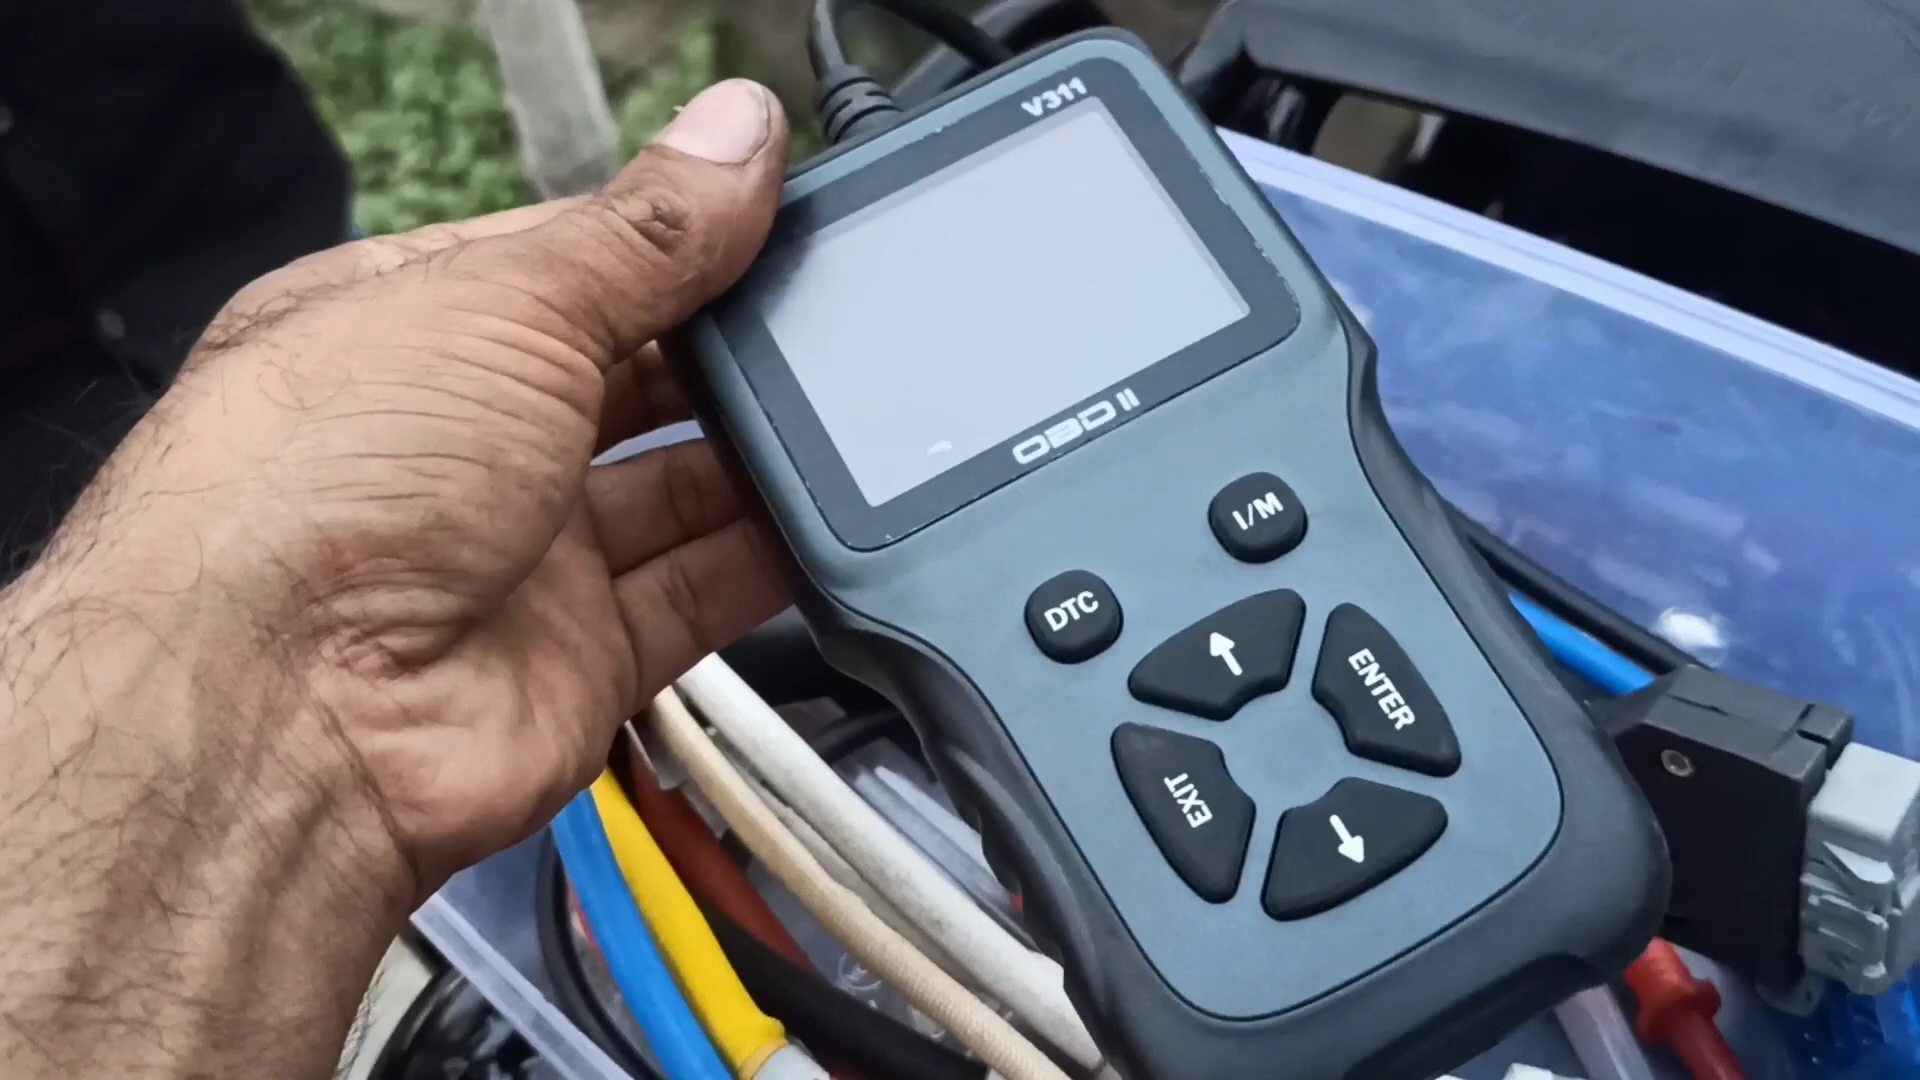 V311
OBD II
I/M
DTC
↑
ENTER
EXIT
↓